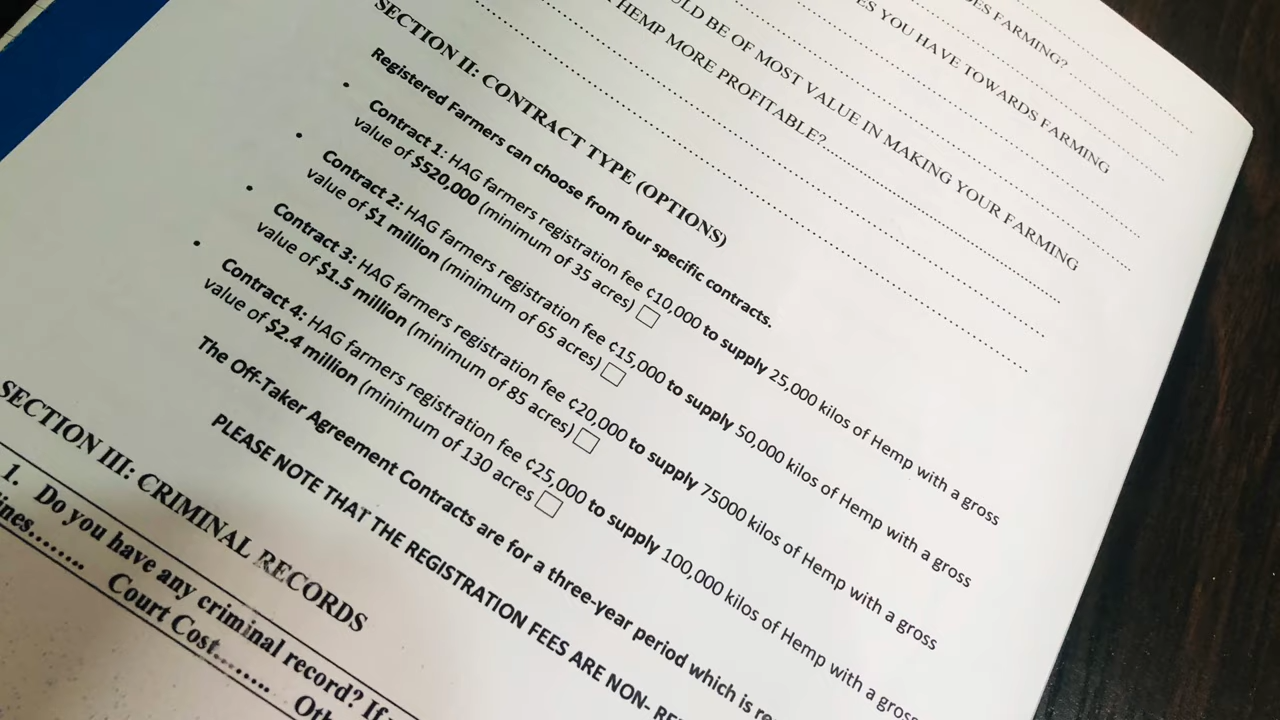 DES FARMING?
ES YOU HAVE TOWARDS FARMING
LD BE OF MOST VALUE IN MAKING YOUR FARMING
HEMP MORE PROFITABLE?
SECTION II: CONTRACT TYPE (OPTIONS)
Registered Farmers can choose from four specific contracts.
• Contract 1: HAG farmers registration fee ¢10,000 to supply 25,000 kilos of Hemp with a gross
value of $520,000 (minimum of 35 acres) ☐
• Contract 2: HAG farmers registration fee ¢15,000 to supply 50,000 kilos of Hemp with a gross
value of $1 million (minimum of 65 acres) ☐
• Contract 3: HAG farmers registration fee ¢20,000 to supply 75000 kilos of Hemp with a gross
value of $1.5 million (minimum of 85 acres) ☐
• Contract 4: HAG farmers registration fee ¢25,000 to supply 100,000 kilos of Hemp with a gross
value of $2.4 million (minimum of 130 acres ☐
The Off-Taker Agreement Contracts are for a three-year period which is re
PLEASE NOTE THAT THE REGISTRATION FEES ARE NON- RE
SECTION III: CRIMINAL RECORDS
1. Do you have any criminal record? If
ines........ Court Cost........ Oth